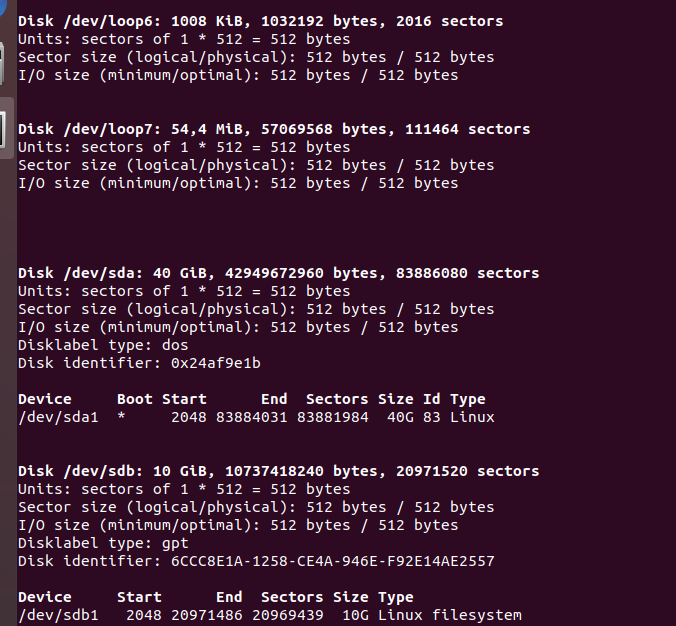 Disk /dev/loop6: 1008 KiB, 1032192 bytes, 2016 sectors
Units: sectors of 1 * 512 = 512 bytes
Sector size (logical/physical): 512 bytes / 512 bytes
I/O size (minimum/optimal): 512 bytes / 512 bytes
Disk /dev/loop7: 54,4 MiB, 57069568 bytes, 111464 sectors
Units: sectors of 1 * 512 = 512 bytes
Sector size (logical/physical): 512 bytes / 512 bytes
I/O size (minimum/optimal): 512 bytes / 512 bytes
Disk /dev/sda: 40 GiB, 42949672960 bytes, 83886080 sectors
Units: sectors of 1 * 512 = 512 bytes
Sector size (logical/physical): 512 bytes / 512 bytes
I/O size (minimum/optimal): 512 bytes / 512 bytes
Disklabel type: dos
Disk identifier: 0x24af9e1b
Device     Boot Start      End  Sectors Size Id Type
/dev/sda1  *     2048 83884031 83881984  40G 83 Linux
Disk /dev/sdb: 10 GiB, 10737418240 bytes, 20971520 sectors
Units: sectors of 1 * 512 = 512 bytes
Sector size (logical/physical): 512 bytes / 512 bytes
I/O size (minimum/optimal): 512 bytes / 512 bytes
Disklabel type: gpt
Disk identifier: 6CCC8E1A-1258-CE4A-946E-F92E14AE2557
Device     Start      End  Sectors Size Type
/dev/sdb1   2048 20971486 20969439  10G Linux filesystem